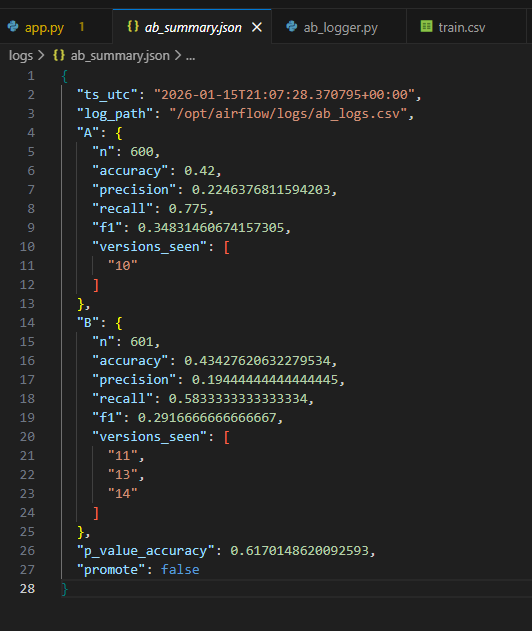 app.py 1 {} ab_summary.json × ab_logger.py train.csv
logs > {} ab_summary.json > ...
1 {
2 "ts_utc": "2026-01-15T21:07:28.370795+00:00",
3 "log_path": "/opt/airflow/logs/ab_logs.csv",
4 "A": {
5 "n": 600,
6 "accuracy": 0.42,
7 "precision": 0.2246376811594203,
8 "recall": 0.775,
9 "f1": 0.34831460674157305,
10 "versions_seen": [
11 "10"
12 ]
13 },
14 "B": {
15 "n": 601,
16 "accuracy": 0.43427620632279534,
17 "precision": 0.19444444444444445,
18 "recall": 0.5833333333333334,
19 "f1": 0.2916666666666667,
20 "versions_seen": [
21 "11",
22 "13",
23 "14"
24 ]
25 },
26 "p_value_accuracy": 0.6170148620092593,
27 "promote": false
28 }